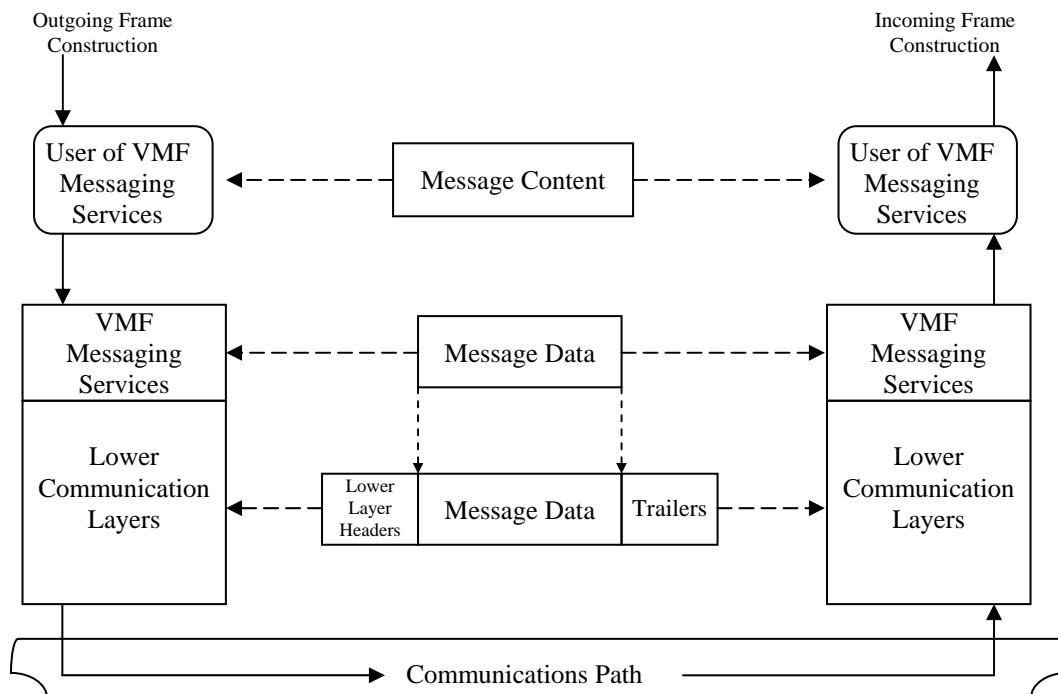 Outgoing Frame
Construction
Incoming Frame
Construction
User of VMF
Messaging
Services
Message Content
User of VMF
Messaging
Services
VMF
Messaging
Services
Message Data
VMF
Messaging
Services
Lower
Communication
Layers
Lower
Layer
Headers
Message Data
Trailers
Lower
Communication
Layers
Communications Path